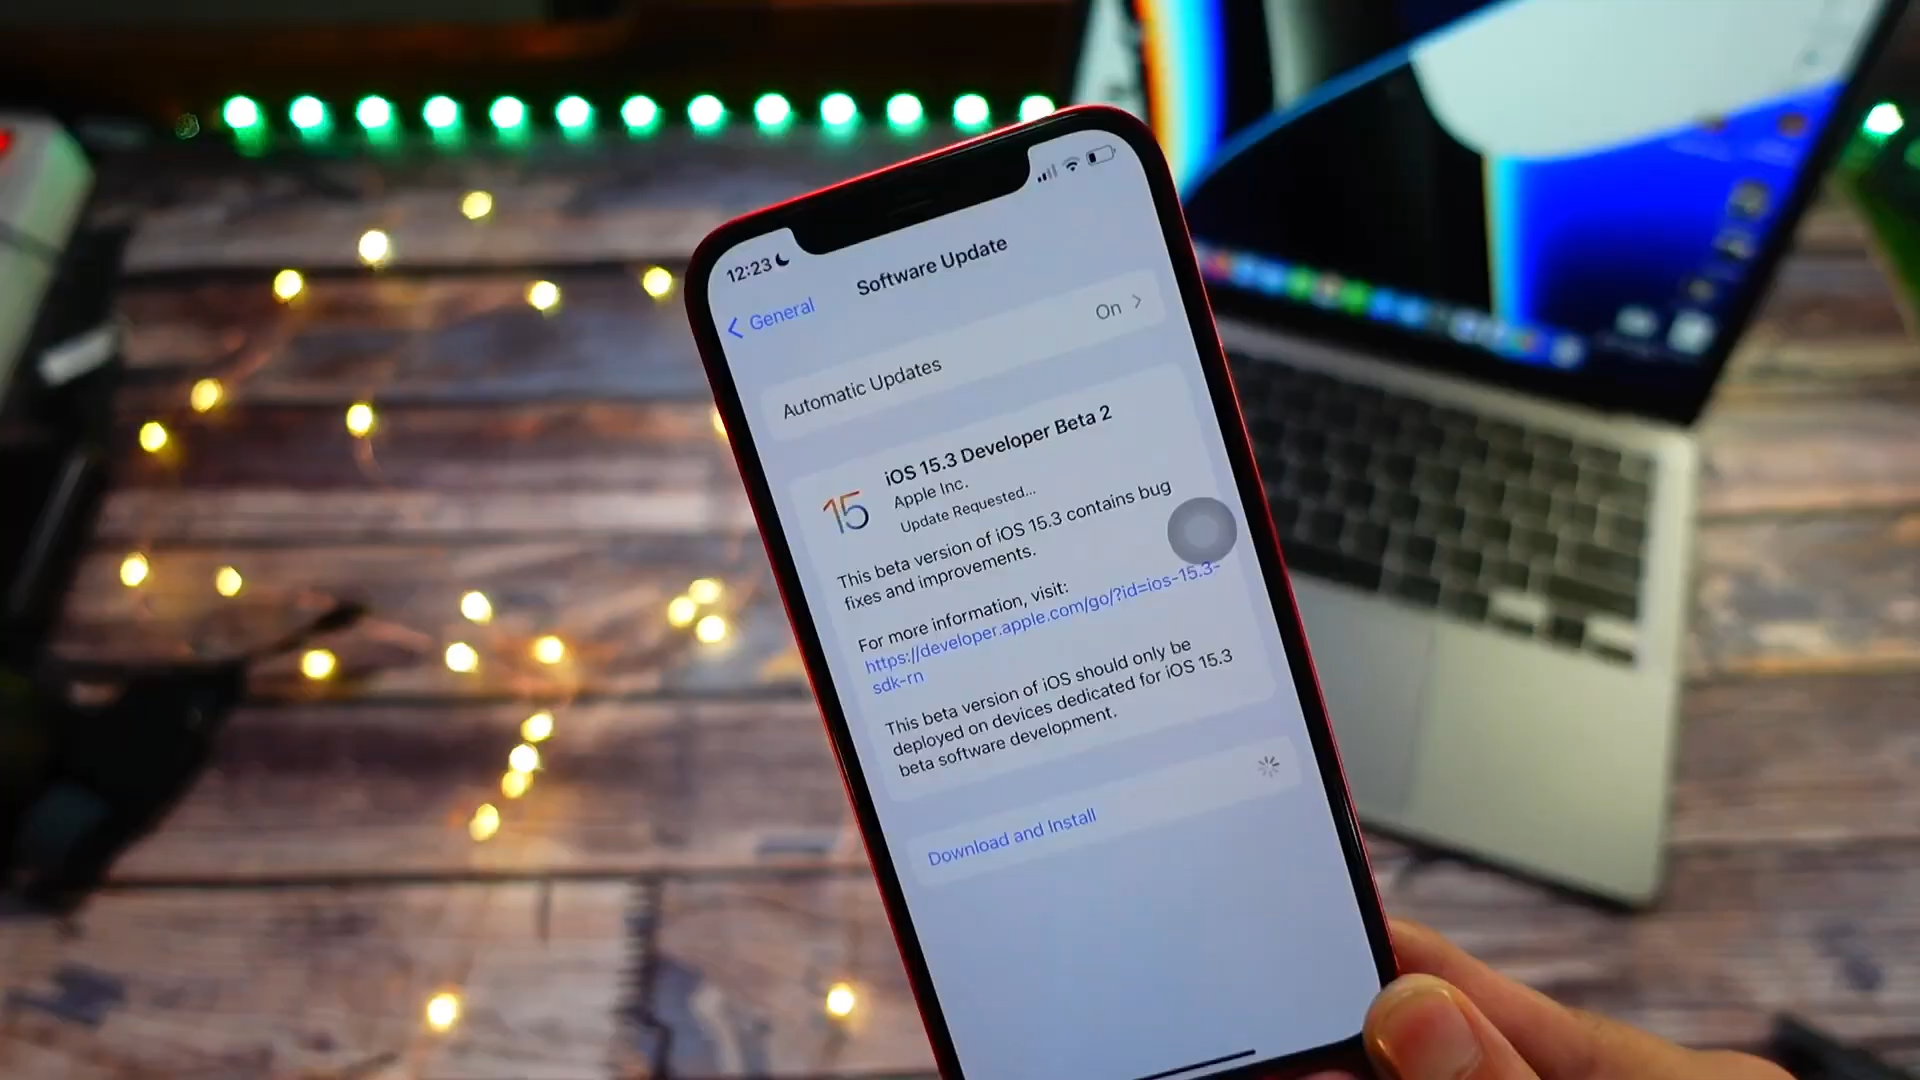 12:23
General
Software Update
Automatic Updates
On
15
iOS 15.3 Developer Beta 2
Apple Inc.
Update Requested...
This beta version of iOS 15.3 contains bug
fixes and improvements.
For more information, visit:
https://developer.apple.com/go/?id=ios-15.3-
sdk-rn
This beta version of iOS should only be
deployed on devices dedicated for iOS 15.3
beta software development.
Download and Install